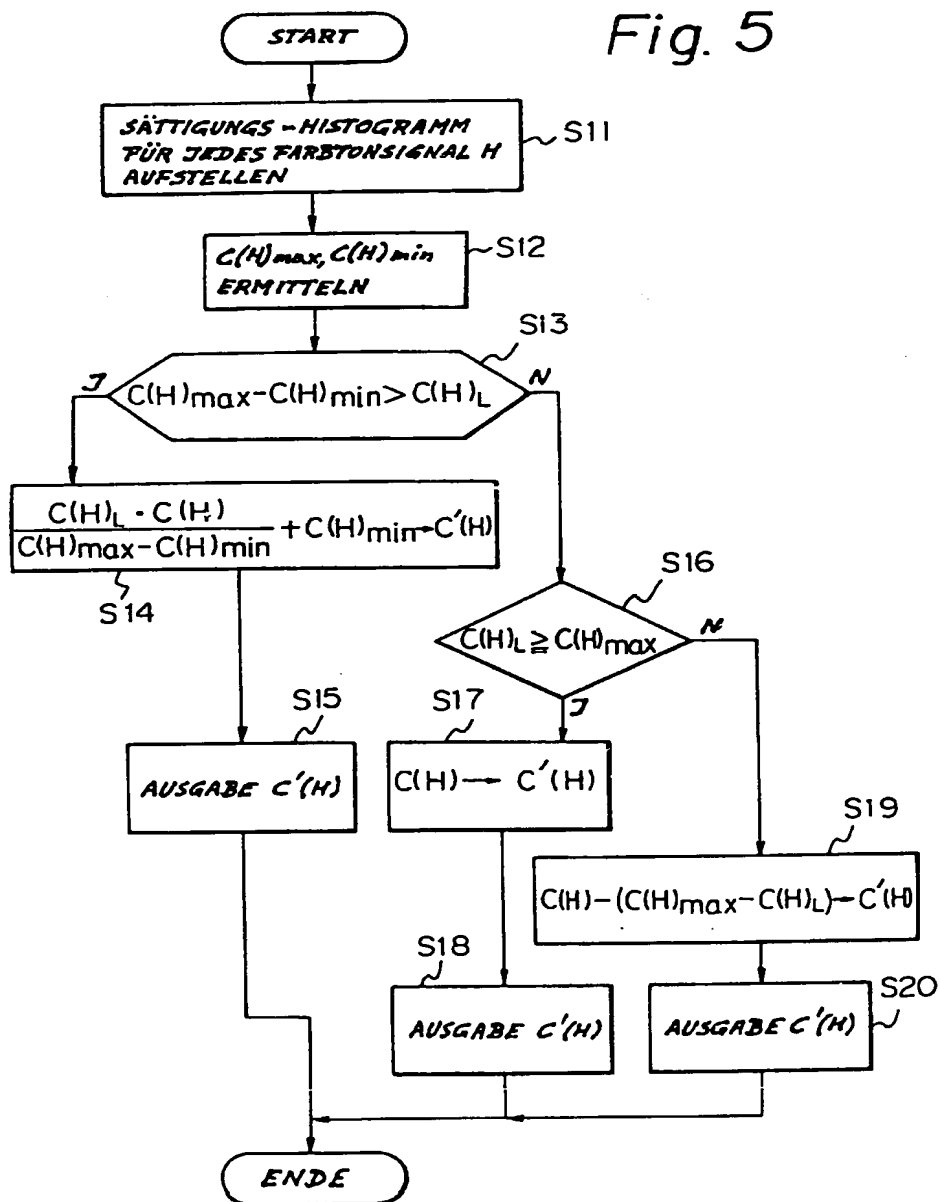 Fig. 5
START
SÄTTIGUNGS-HISTOGRAMM
FÜR JEDES FARBTONSIGNAL H
AUFSTELLEN
S11
C(H)max, C(H)min
ERMITTELN
S12
S13
C(H)max-C(H)min > C(H)L
J
N
C(H)L · C(H)
C(H)max-C(H)min
+ C(H)min→C'(H)
S14
S16
C(H)L ≧ C(H)max
N
J
S15
AUSGABE C'(H)
S17
C(H) → C'(H)
S19
C(H)-(C(H)max-C(H)L)→C'(H)
S18
AUSGABE C'(H)
S20
AUSGABE C'(H)
ENDE